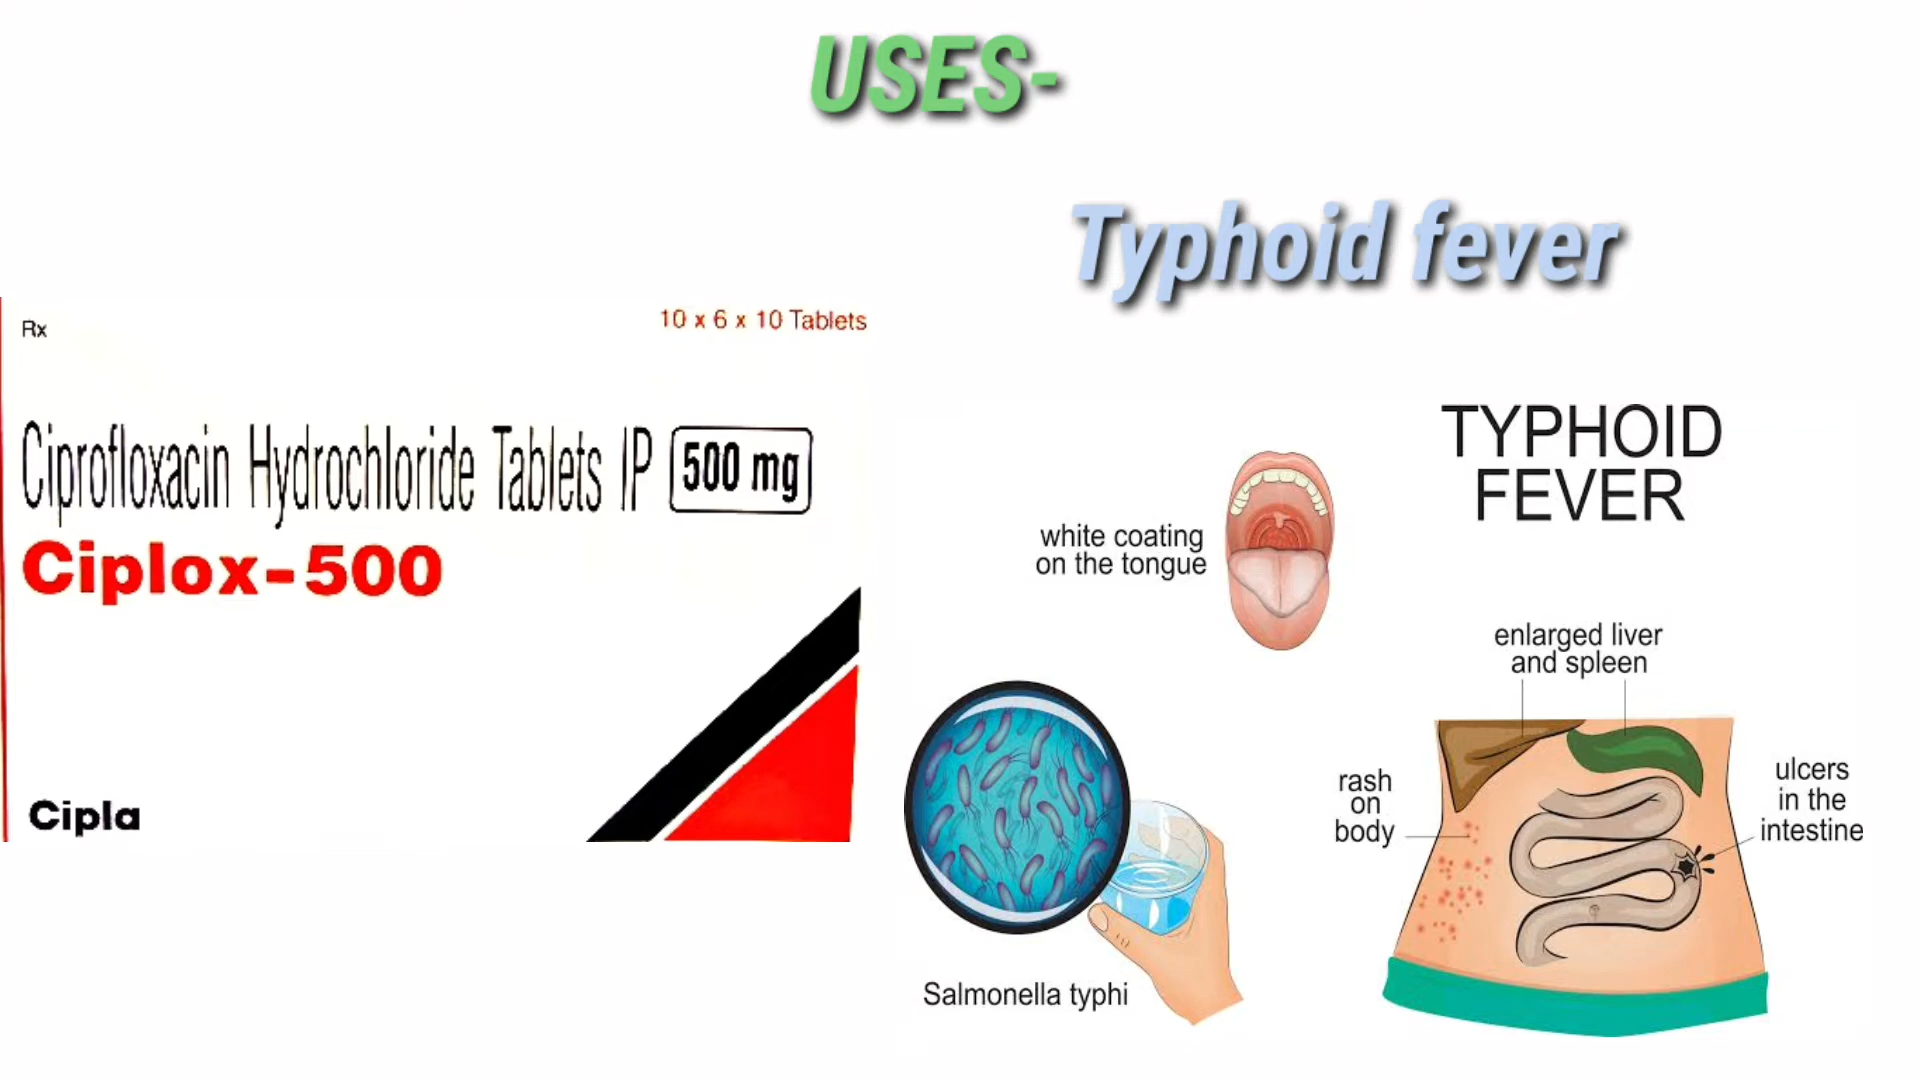 USES-
Typhoid fever
Rx
10 x 6 x 10 Tablets
Ciprofloxacin Hydrochloride Tablets IP 500 mg
Ciplox-500
Cipla
TYPHOID
FEVER
white coating
on the tongue
enlarged liver
and spleen
rash
on
body
ulcers
in the
intestine
Salmonella typhi